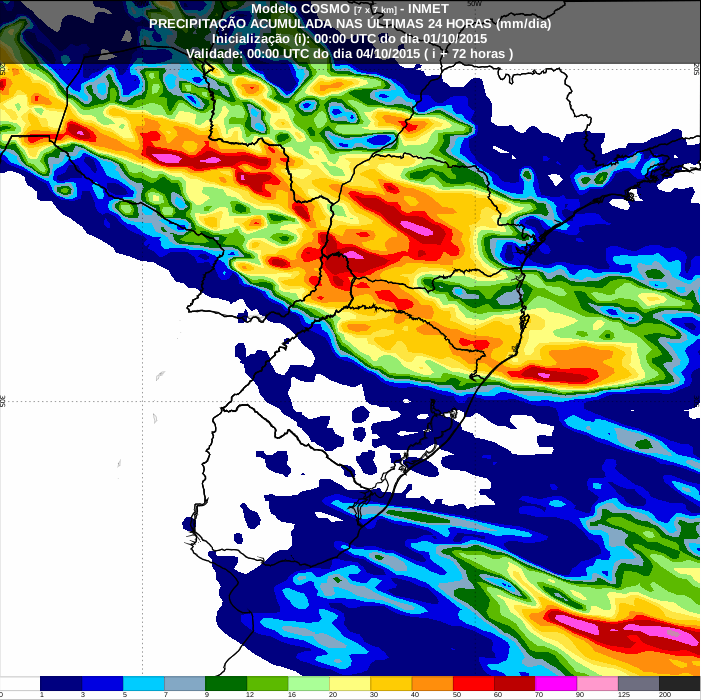 Modelo COSMO [7 x 7 km] - INMET
PRECIPITAÇÃO ACUMULADA NAS ÚLTIMAS 24 HORAS (mm/dia)
Inicialização (i): 00:00 UTC do dia 01/10/2015
Validade: 00:00 UTC do dia 04/10/2015 ( i + 72 horas )
50W
0 1 3 5 7 9 12 16 20 30 40 50 60 70 90 125 200